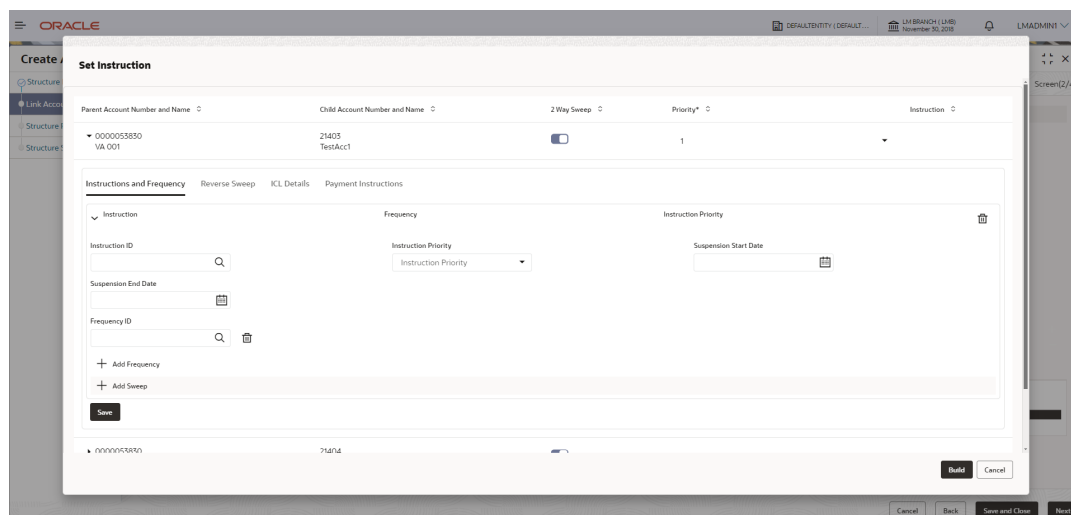 ORACLE
DEFAULTENTITY ( DEFAULT....
LM BRANCH ( LMB)
November 30, 2018
LMADMIN1
Create
Set Instruction
Structure
Screen(2/4
Link
Structure
Structure
Parent Account Number and Name
Child Account Number and Name
2 Way Sweep
Priority*
Instruction
0000053830
VA 001
21403
TestAcc1
1
Instructions and Frequency
Reverse Sweep
ICL Details
Payment Instructions
Instruction
Frequency
Instruction Priority
Instruction ID
Instruction Priority
Suspension Start Date
Instruction Priority
Suspension End Date
Frequency ID
Add Frequency
Add Sweep
Save
0000053830
21404
Build
Cancel
Cancel
Back
Save and Close
Next